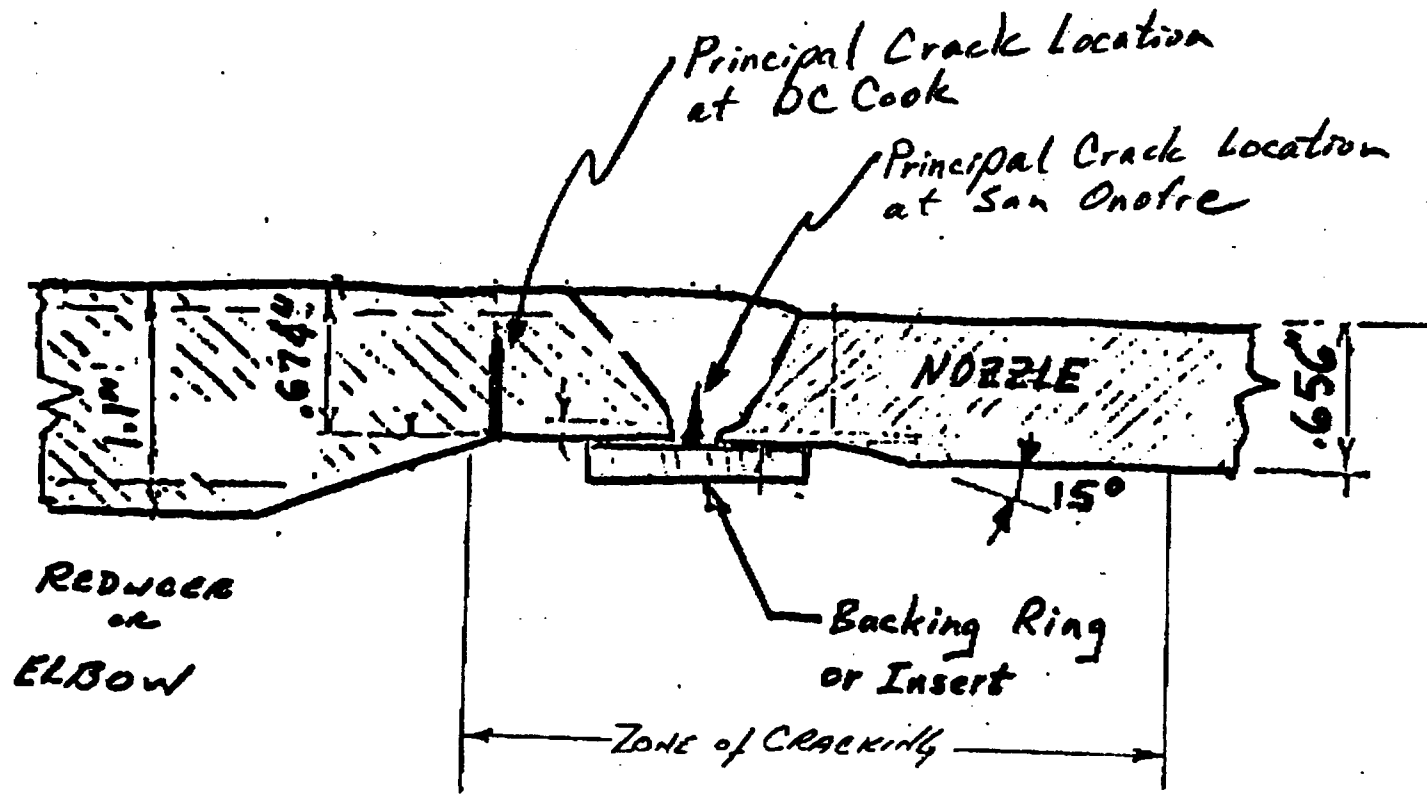 Principal Crack Location
at DC Cook
Principal Crack Location
at San Onofre
1.1"
.674"
NOZZLE
.656"
15°
REDUCER
or
ELBOW
Backing Ring
or Insert
ZONE of CRACKING